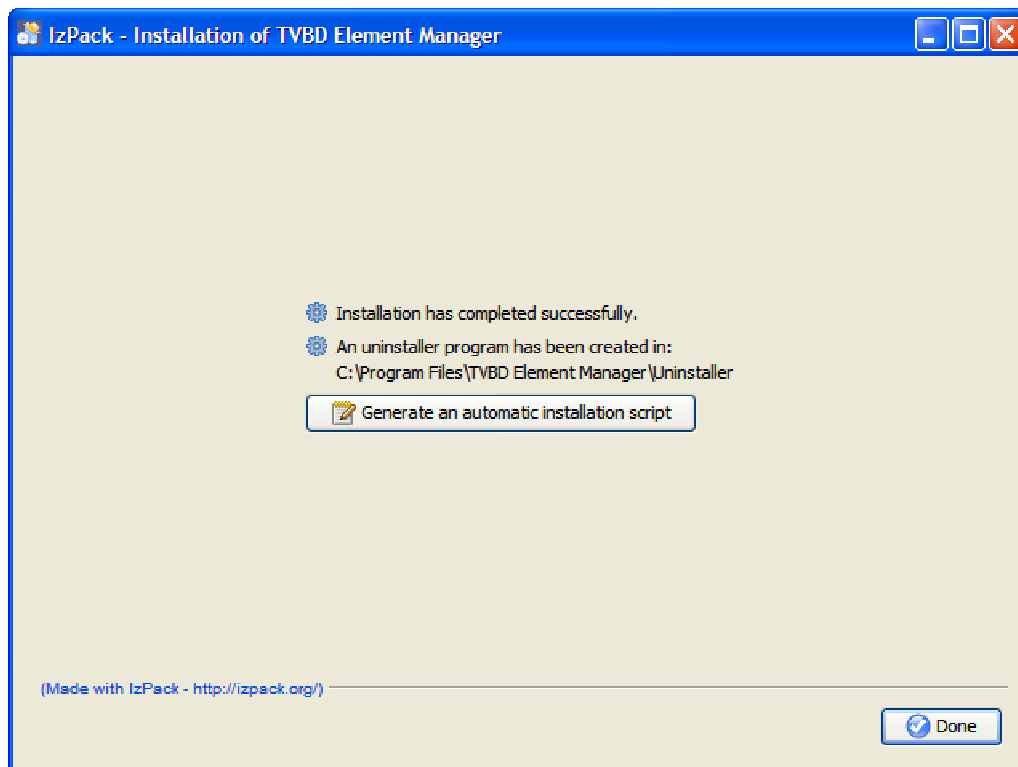 IzPack - Installation of TVBD Element Manager
Installation has completed successfully.
An uninstaller program has been created in:
C:\Program Files\TVBD Element Manager\Uninstaller
Generate an automatic installation script
(Made with IzPack - http://izpack.org/)
Done